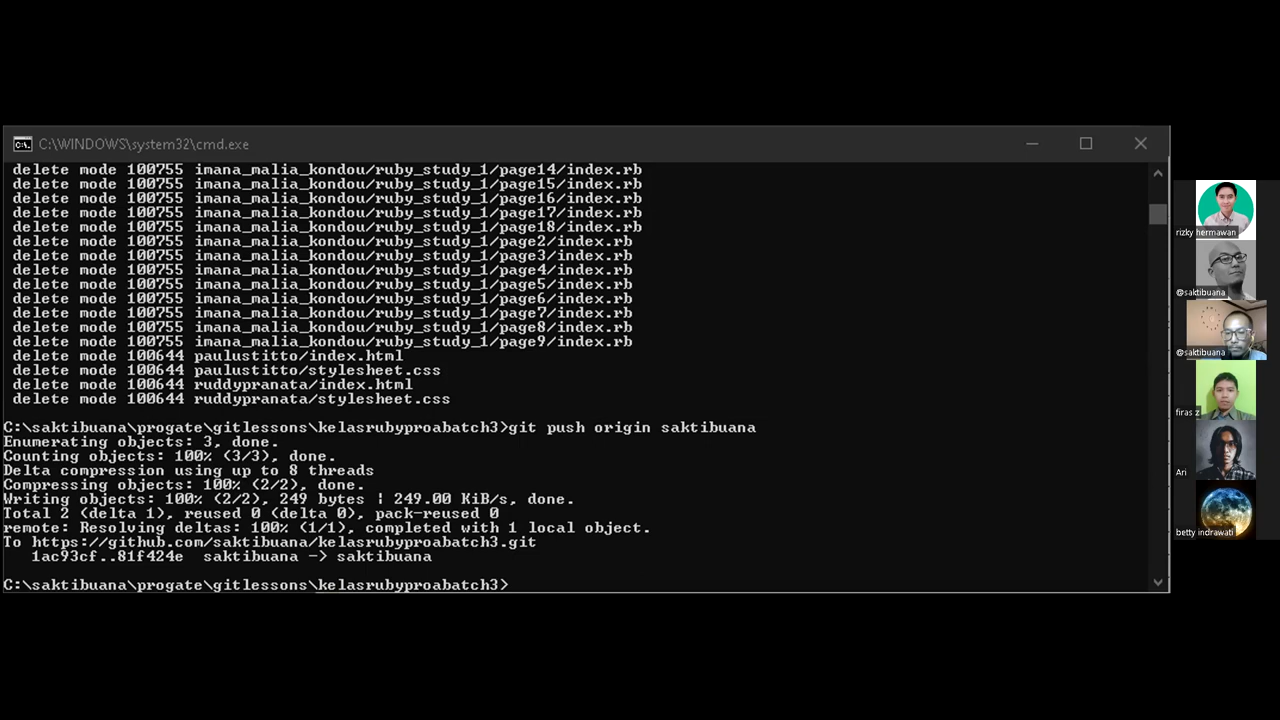 C:\WINDOWS\system32\cmd.exe
delete mode 100755 imana_malia_kondou/ruby_study_1/page14/index.rb
delete mode 100755 imana_malia_kondou/ruby_study_1/page15/index.rb
delete mode 100755 imana_malia_kondou/ruby_study_1/page16/index.rb
delete mode 100755 imana_malia_kondou/ruby_study_1/page17/index.rb
delete mode 100755 imana_malia_kondou/ruby_study_1/page18/index.rb
delete mode 100755 imana_malia_kondou/ruby_study_1/page2/index.rb
delete mode 100755 imana_malia_kondou/ruby_study_1/page3/index.rb
delete mode 100755 imana_malia_kondou/ruby_study_1/page4/index.rb
delete mode 100755 imana_malia_kondou/ruby_study_1/page5/index.rb
delete mode 100755 imana_malia_kondou/ruby_study_1/page6/index.rb
delete mode 100755 imana_malia_kondou/ruby_study_1/page7/index.rb
delete mode 100755 imana_malia_kondou/ruby_study_1/page8/index.rb
delete mode 100755 imana_malia_kondou/ruby_study_1/page9/index.rb
delete mode 100644 paulustitto/index.html
delete mode 100644 paulustitto/stylesheet.css
delete mode 100644 ruddypranata/index.html
delete mode 100644 ruddypranata/stylesheet.css
C:\saktibuana\progate\gitlessons\kelasrubyproabatch3>git push origin saktibuana
Enumerating objects: 3, done.
Counting objects: 100% (3/3), done.
Delta compression using up to 8 threads
Compressing objects: 100% (2/2), done.
Writing objects: 100% (2/2), 249 bytes | 249.00 KiB/s, done.
Total 2 (delta 1), reused 0 (delta 0), pack-reused 0
remote: Resolving deltas: 100% (1/1), completed with 1 local object.
To https://github.com/saktibuana/kelasrubyproabatch3.git
1ac93cf..81f424e saktibuana -> saktibuana
C:\saktibuana\progate\gitlessons\kelasrubyproabatch3>
rizky hermawan
@saktibuana
@saktibuana
firas z
Ari
betty indrawati